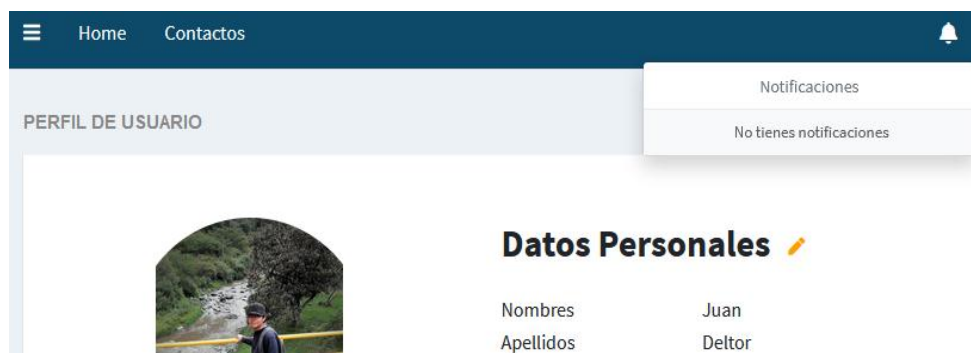 Home Contactos
Notificaciones
No tienes notificaciones
PERFIL DE USUARIO
Datos Personales
Nombres Juan
Apellidos Deltor